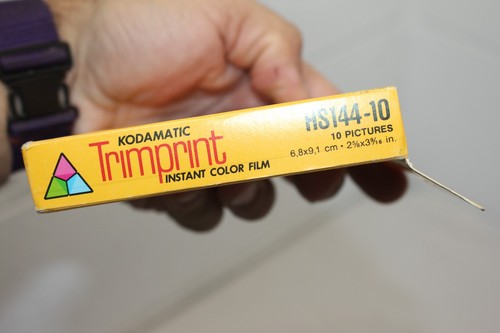 KODAMATIC
Trimprint
INSTANT COLOR FILM
HS144-10
10 PICTURES
6,8x9,1 cm • 2⅝x3⁹⁄₁₆ in.